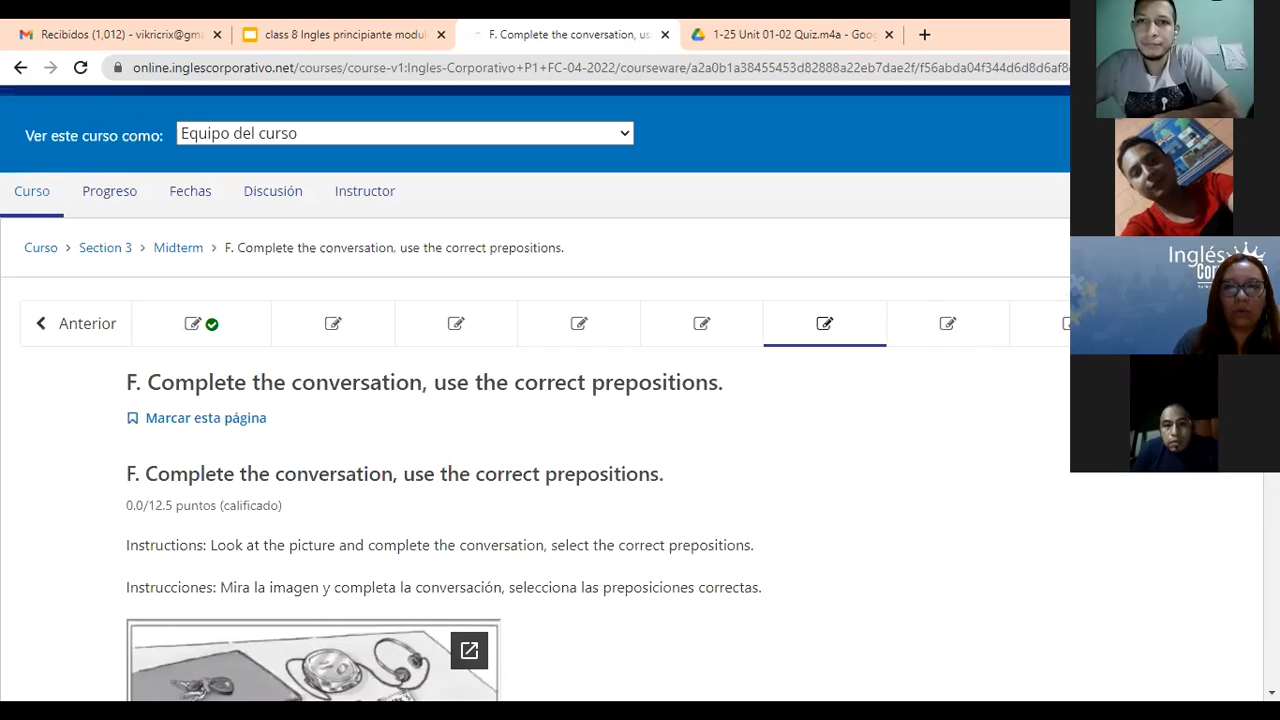 Recibidos (1,012) - vikricrix@gma
class 8 Ingles principiante modul
F. Complete the conversation, us
1-25 Unit 01-02 Quiz.m4a - Goo
online.inglescorporativo.net/courses/course-v1:Ingles-Corporativo+P1+FC-04-2022/courseware/a2a0b1a38455453d82888a22eb7dae2f/f56abda04f344d6d8d6af8
Inglés
Ver este curso como: Equipo del curso
Curso Progreso Fechas Discusión Instructor
Curso > Section 3 > Midterm > F. Complete the conversation, use the correct prepositions.
Anterior
F. Complete the conversation, use the correct prepositions.
Marcar esta página
F. Complete the conversation, use the correct prepositions.
0.0/12.5 puntos (calificado)
Instructions: Look at the picture and complete the conversation, select the correct prepositions.
Instrucciones: Mira la imagen y completa la conversación, selecciona las preposiciones correctas.